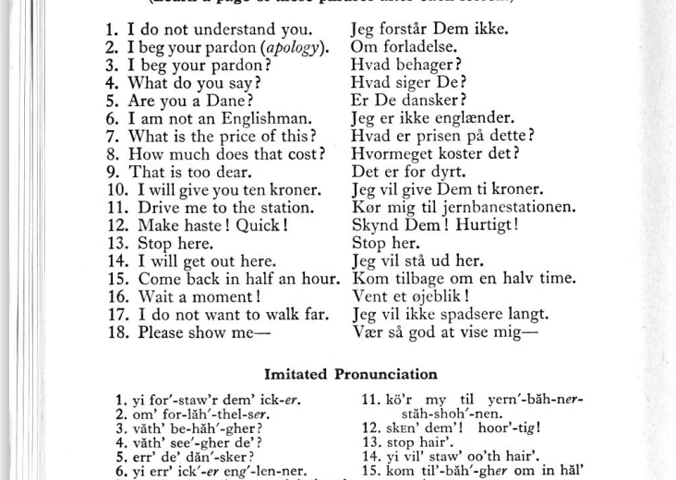 1. I do not understand you. Jeg forstår Dem ikke.
2. I beg your pardon (apology). Om forladelse.
3. I beg your pardon? Hvad behager?
4. What do you say? Hvad siger De?
5. Are you a Dane? Er De dansker?
6. I am not an Englishman. Jeg er ikke englænder.
7. What is the price of this? Hvad er prisen på dette?
8. How much does that cost? Hvormeget koster det?
9. That is too dear. Det er for dyrt.
10. I will give you ten kroner. Jeg vil give Dem ti kroner.
11. Drive me to the station. Kør mig til jernbanestationen.
12. Make haste! Quick! Skynd Dem! Hurtigt!
13. Stop here. Stop her.
14. I will get out here. Jeg vil stå ud her.
15. Come back in half an hour. Kom tilbage om en halv time.
16. Wait a moment! Vent et øjeblik!
17. I do not want to walk far. Jeg vil ikke spadsere langt.
18. Please show me— Vær så god at vise mig—
Imitated Pronunciation
1. yi for′-staw′r dem′ ick-er.
2. om′ for-lăh′-thel-ser.
3. văth′ be-hăh′-gher?
4. văth′ see′-gher de′?
5. err′ de′ dăn′-sker?
6. yi err′ ick′-er eng′-len-ner.
11. kö′r my til yern′-băh-ner-
stăh-shoh′-nen.
12. skEN′ dem′! hoor′-tig!
13. stop hair′.
14. yi vil′ staw′ oo′th hair′.
15. kom til′-băh′-gher om in hăl′